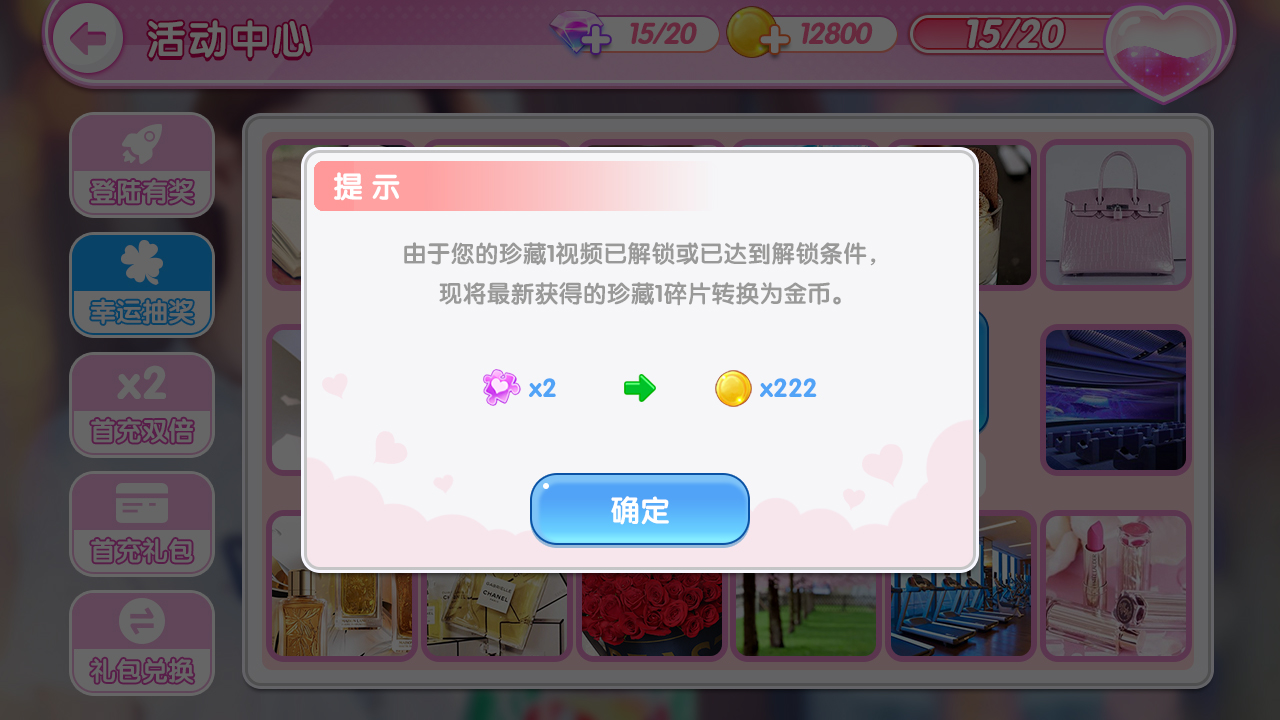 活动中心
15/20
12800
15/20
登陆有奖
幸运抽奖
x2
首充双倍
首充礼包
礼包兑换
提示
由于您的珍藏1视频已解锁或已达到解锁条件，
现将最新获得的珍藏1碎片转换为金币。
x2
x222
确定
GABRIELLE
CHANEL